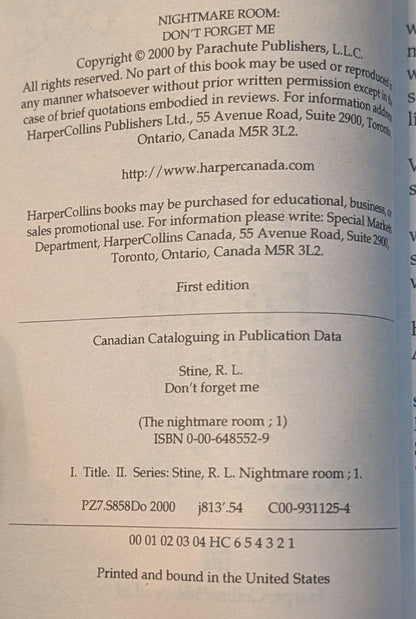 NIGHTMARE ROOM:
DON'T FORGET ME
Copyright © 2000 by Parachute Publishers, L.L.C.
All rights reserved. No part of this book may be used or reproduced
any manner whatsoever without prior written permission except in
case of brief quotations embodied in reviews. For information address
HarperCollins Publishers Ltd., 55 Avenue Road, Suite 2900, Toronto,
Ontario, Canada M5R 3L2.
http://www.harpercanada.com
HarperCollins books may be purchased for educational, business, or
sales promotional use. For information please write: Special Markets
Department, HarperCollins Canada, 55 Avenue Road, Suite 2900,
Toronto, Ontario, Canada M5R 3L2.
First edition
Canadian Cataloguing in Publication Data
Stine, R. L.
Don't forget me
(The nightmare room ; 1)
ISBN 0-00-648552-9
I. Title. II. Series: Stine, R. L. Nightmare room ; 1.
PZ7.S858Do 2000 j813'.54 C00-931125-4
00 01 02 03 04 HC 6 5 4 3 2 1
Printed and bound in the United States